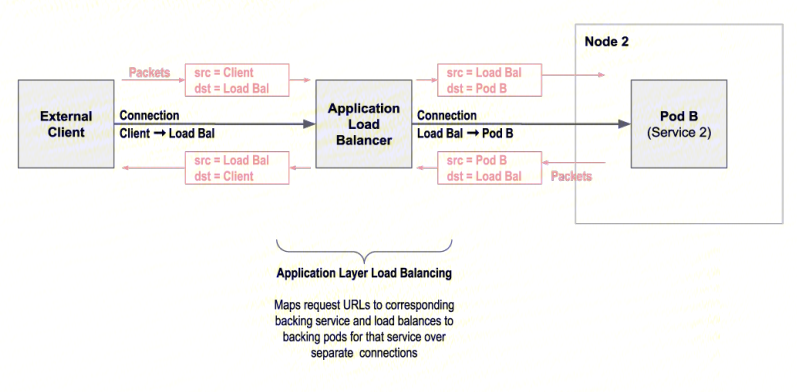 Node 2
Packets
src = Client
dst = Load Bal
src = Load Bal
dst = Pod B
External
Client
Connection
Client → Load Bal
Application
Load
Balancer
Connection
Load Bal → Pod B
Pod B
(Service 2)
src = Load Bal
dst = Client
src = Pod B
dst = Load Bal
Packets
Application Layer Load Balancing
Maps request URLs to corresponding
backing service and load balances to
backing pods for that service over
separate connections